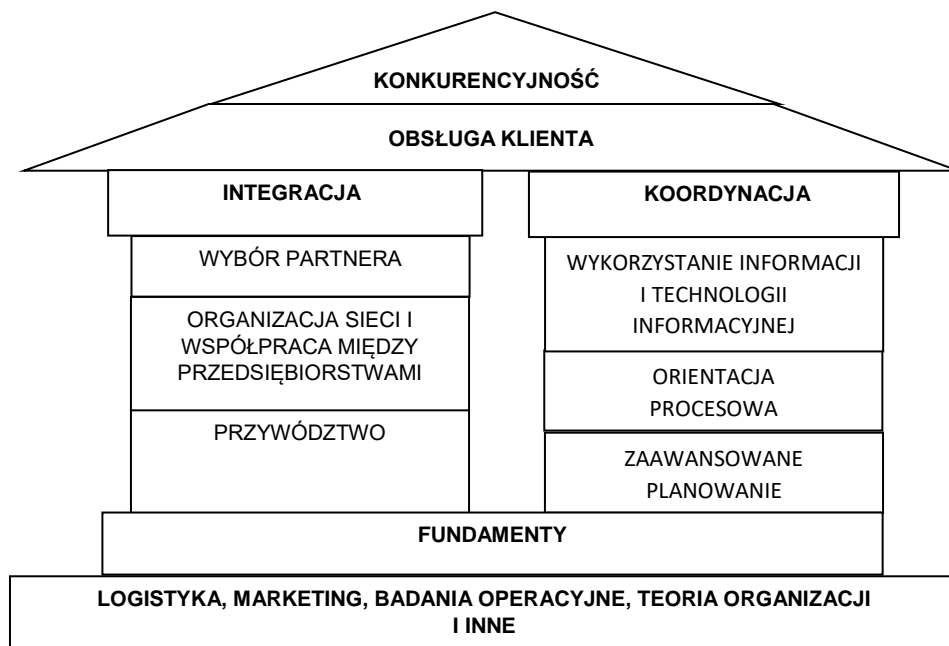 KONKURENCYJNOŚĆ
OBSŁUGA KLIENTA
INTEGRACJA
WYBÓR PARTNERA
ORGANIZACJA SIECI I
WSPÓŁPRACA MIĘDZY
PRZEDSIĘBIORSTWAMI
PRZYWÓDZTWO
KOORDYNACJA
WYKORZYSTANIE INFORMACJI
I TECHNOLOGII
INFORMACYJNEJ
ORIENTACJA
PROCESOWA
ZAAWANSOWANE
PLANOWANIE
FUNDAMENTY
LOGISTYKA, MARKETING, BADANIA OPERACYJNE, TEORIA ORGANIZACJI
I INNE